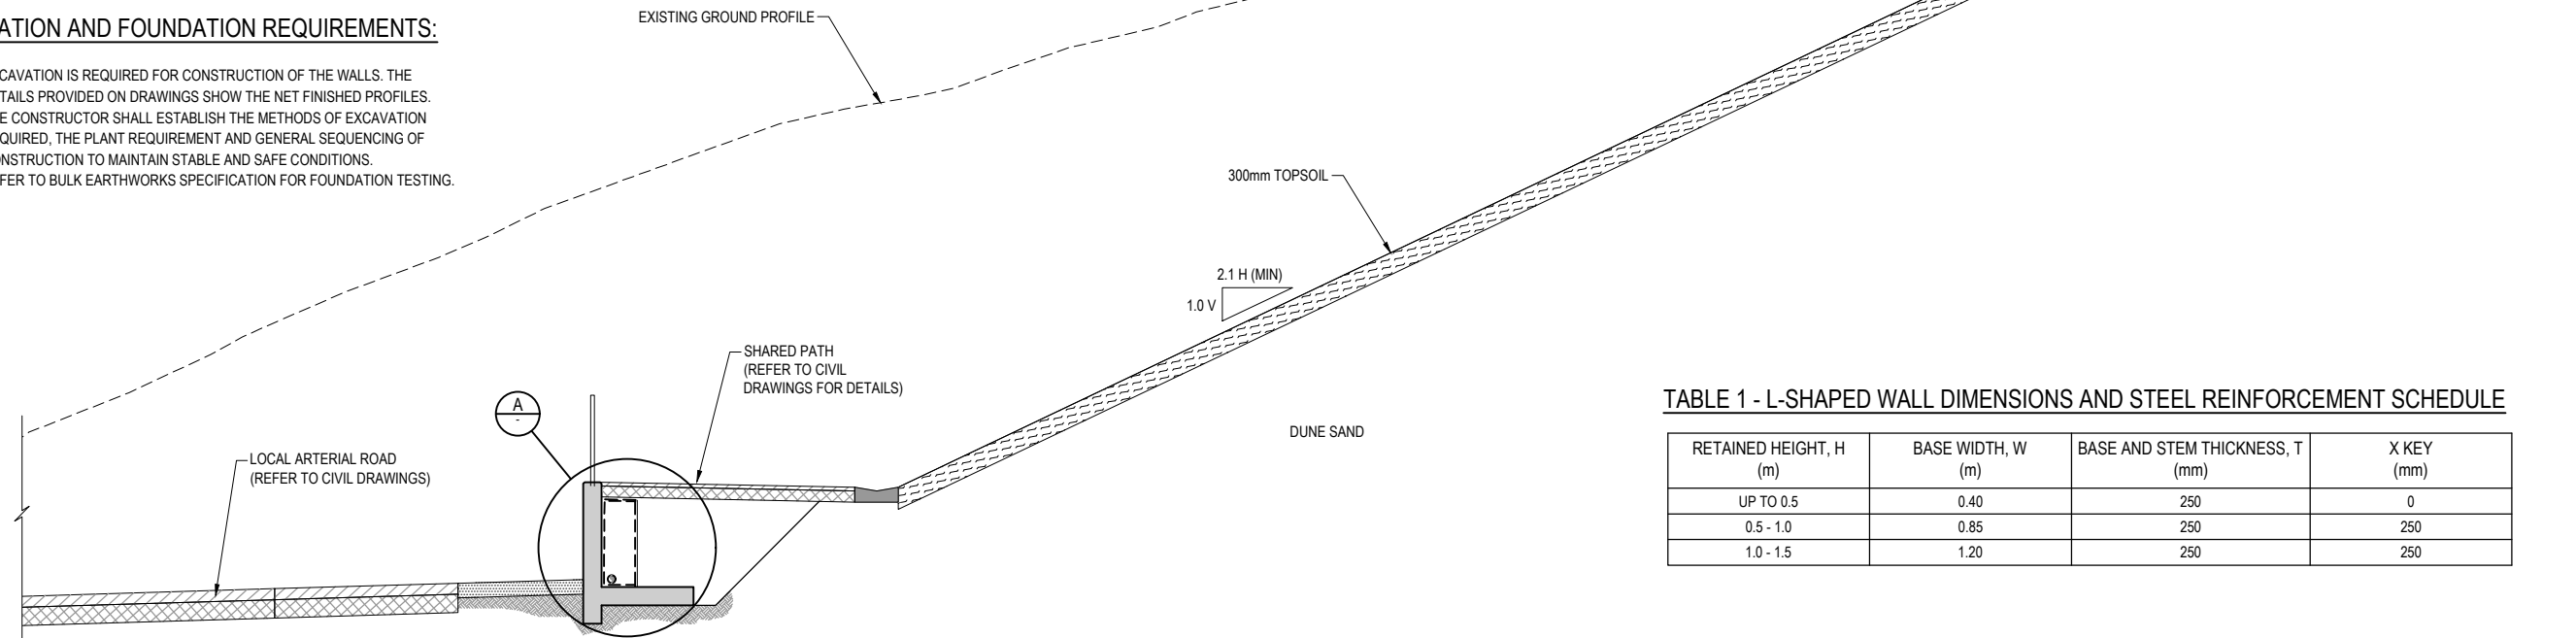 ATION AND FOUNDATION REQUIREMENTS:
CAVATION IS REQUIRED FOR CONSTRUCTION OF THE WALLS. THE
TAILS PROVIDED ON DRAWINGS SHOW THE NET FINISHED PROFILES.
E CONSTRUCTOR SHALL ESTABLISH THE METHODS OF EXCAVATION
QUIRED, THE PLANT REQUIREMENT AND GENERAL SEQUENCING OF
ONSTRUCTION TO MAINTAIN STABLE AND SAFE CONDITIONS.
FER TO BULK EARTHWORKS SPECIFICATION FOR FOUNDATION TESTING.
EXISTING GROUND PROFILE
300mm TOPSOIL
2.1 H (MIN)
1.0 V
SHARED PATH
(REFER TO CIVIL
DRAWINGS FOR DETAILS)
A
-
LOCAL ARTERIAL ROAD
(REFER TO CIVIL DRAWINGS)
DUNE SAND
TABLE 1 - L-SHAPED WALL DIMENSIONS AND STEEL REINFORCEMENT SCHEDULE
RETAINED HEIGHT, H (m) BASE WIDTH, W (m) BASE AND STEM THICKNESS, T (mm) X KEY (mm)
UP TO 0.5 0.40 250 0
0.5 - 1.0 0.85 250 250
1.0 - 1.5 1.20 250 250